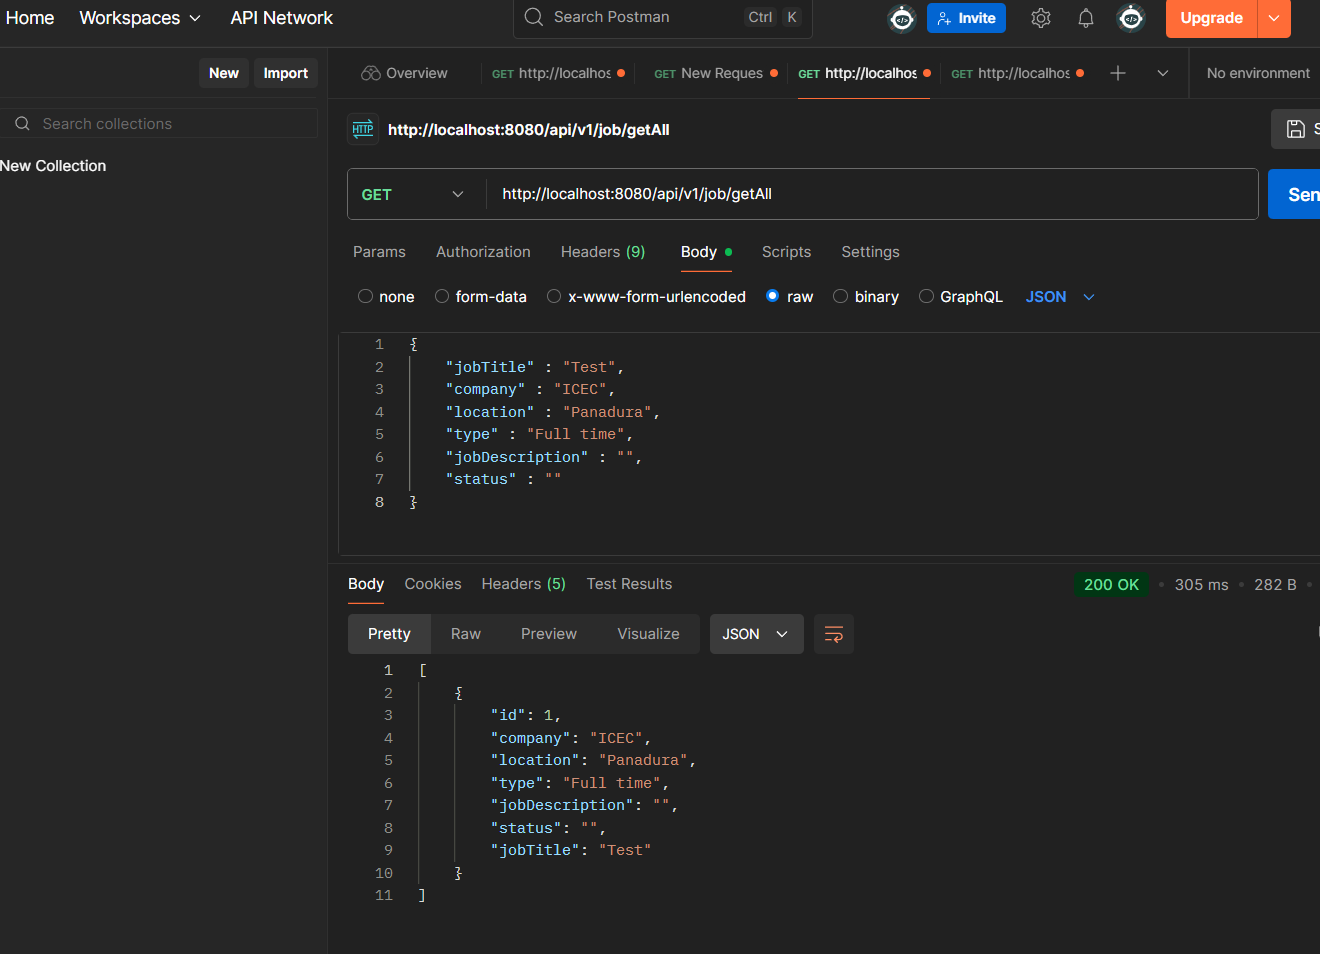 Home Workspaces API Network Search Postman Ctrl K Invite Upgrade
New Import Overview GET http://localhos GET New Reques GET http://localhos GET http://localhos No environment
Search collections
HTTP http://localhost:8080/api/v1/job/getAll S
New Collection
GET http://localhost:8080/api/v1/job/getAll Sen
Params Authorization Headers (9) Body Scripts Settings
none form-data x-www-form-urlencoded raw binary GraphQL JSON
1 {
2 "jobTitle" : "Test",
3 "company" : "ICEC",
4 "location" : "Panadura",
5 "type" : "Full time",
6 "jobDescription" : "",
7 "status" : ""
8 }
Body Cookies Headers (5) Test Results 200 OK • 305 ms • 282 B •
Pretty Raw Preview Visualize JSON
1 [
2 {
3 "id": 1,
4 "company": "ICEC",
5 "location": "Panadura",
6 "type": "Full time",
7 "jobDescription": "",
8 "status": "",
9 "jobTitle": "Test"
10 }
11 ]